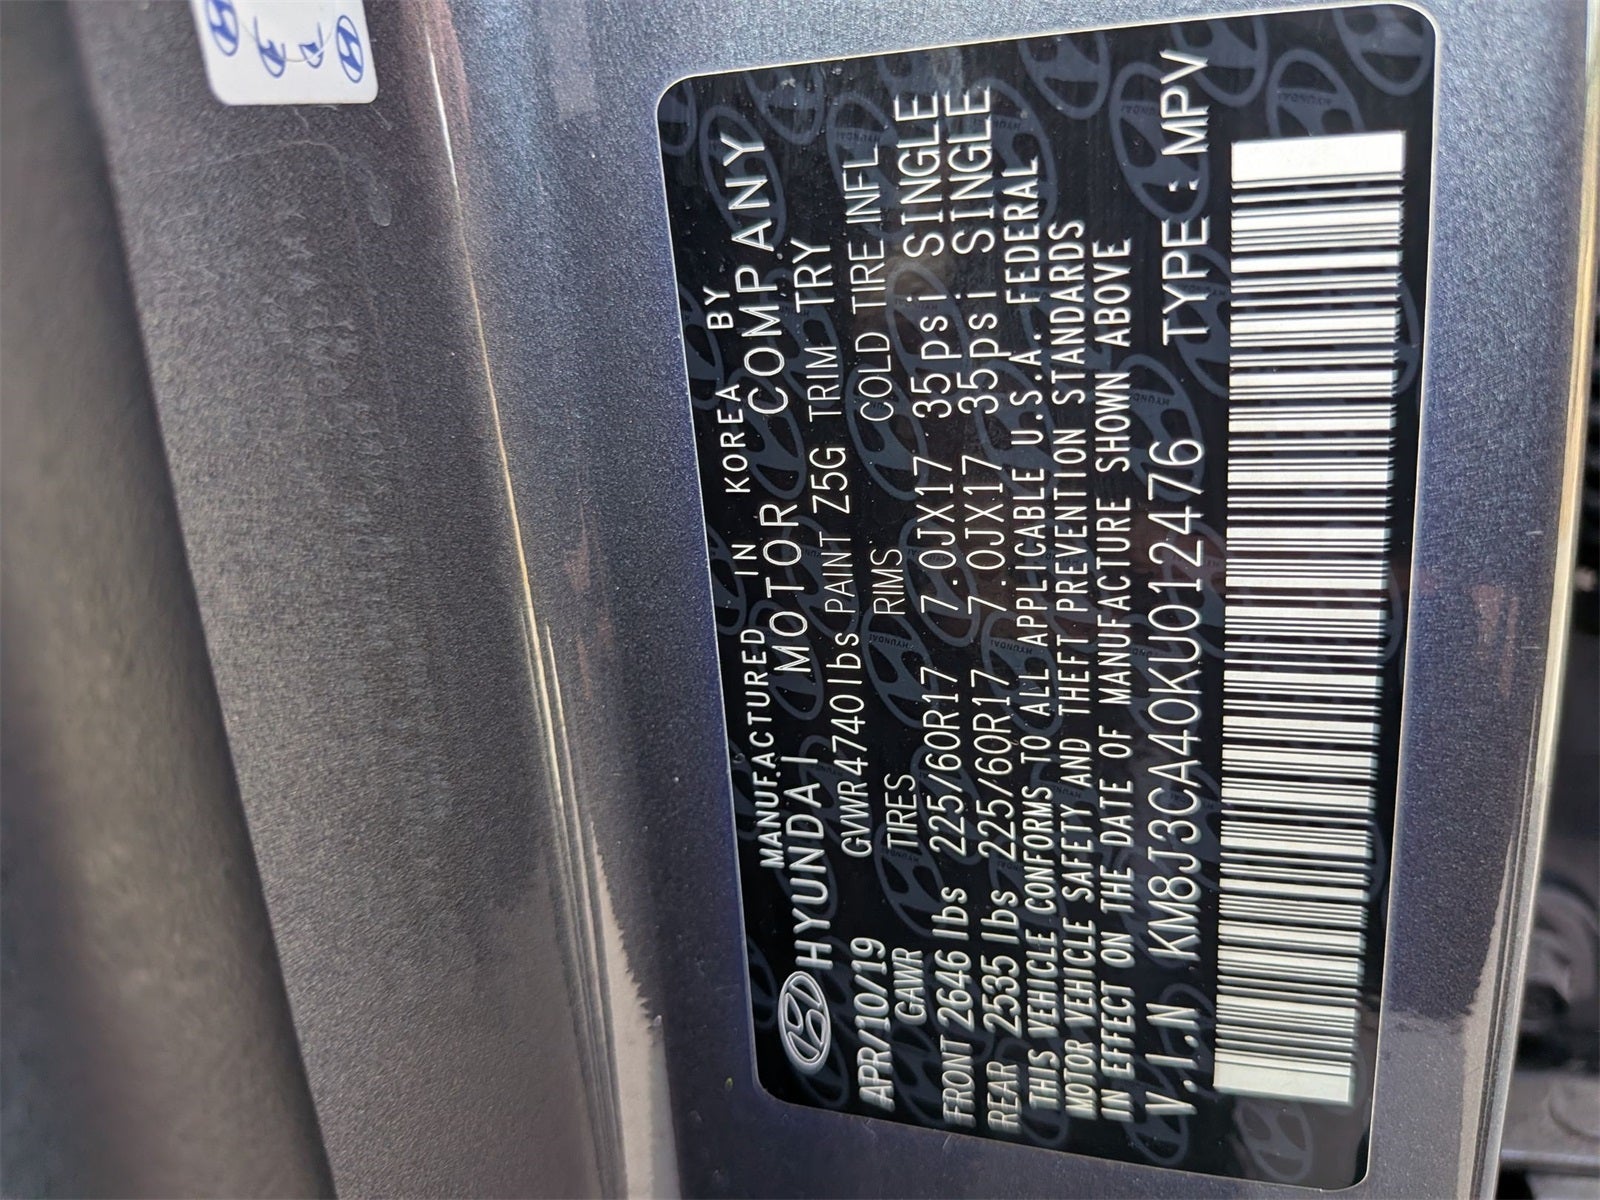 MANUFACTURED IN KOREA BY
HYUNDAI MOTOR COMPANY
APR/10/19 GVWR 4740lbs PAINT Z5G TRIM TRY
GAWR TIRES RIMS COLD TIRE INFL
FRONT 2646 lbs 225/60R17 7.0JX17 35psi SINGLE
REAR 2535 lbs 225/60R17 7.0JX17 35psi SINGLE
THIS VEHICLE CONFORMS TO ALL APPLICABLE U.S.A. FEDERAL
MOTOR VEHICLE SAFETY AND THEFT PREVENTION STANDARDS
IN EFFECT ON THE DATE OF MANUFACTURE SHOWN ABOVE
V.I.N KM8J3CA40KU012476 TYPE : MPV